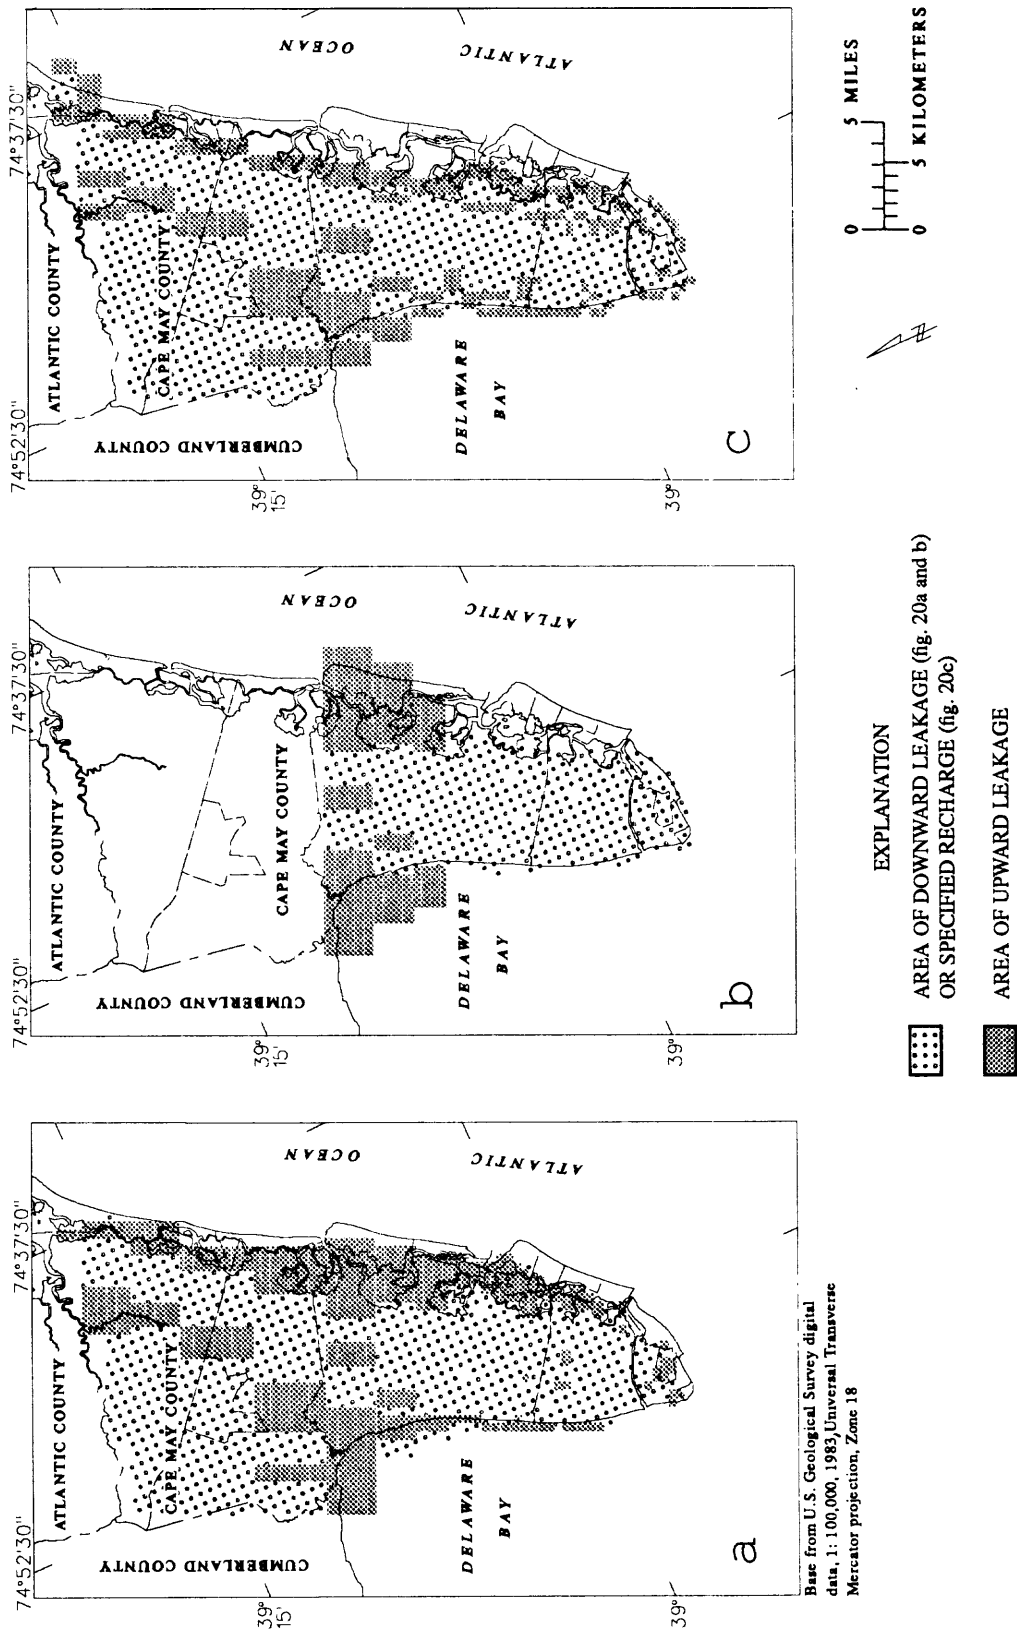 74°52'30"
74°37'30"
ATLANTIC COUNTY
CAPE MAY COUNTY
CUMBERLAND COUNTY
39°
15'
DELAWARE
BAY
ATLANTIC
OCEAN
39°
a
Base from U.S. Geological Survey digital
data, 1: 100,000, 1983, Universal Transverse
Mercator projection, Zone 18
74°52'30"
74°37'30"
ATLANTIC COUNTY
CAPE MAY COUNTY
CUMBERLAND COUNTY
39°
15'
DELAWARE
BAY
ATLANTIC
OCEAN
39°
b
74°52'30"
74°37'30"
ATLANTIC COUNTY
CAPE MAY COUNTY
CUMBERLAND COUNTY
39°
15'
DELAWARE
BAY
ATLANTIC
OCEAN
39°
c
EXPLANATION
AREA OF DOWNWARD LEAKAGE (fig. 20a and b)
OR SPECIFIED RECHARGE (fig. 20c)
AREA OF UPWARD LEAKAGE
0 5 MILES
0 5 KILOMETERS
N